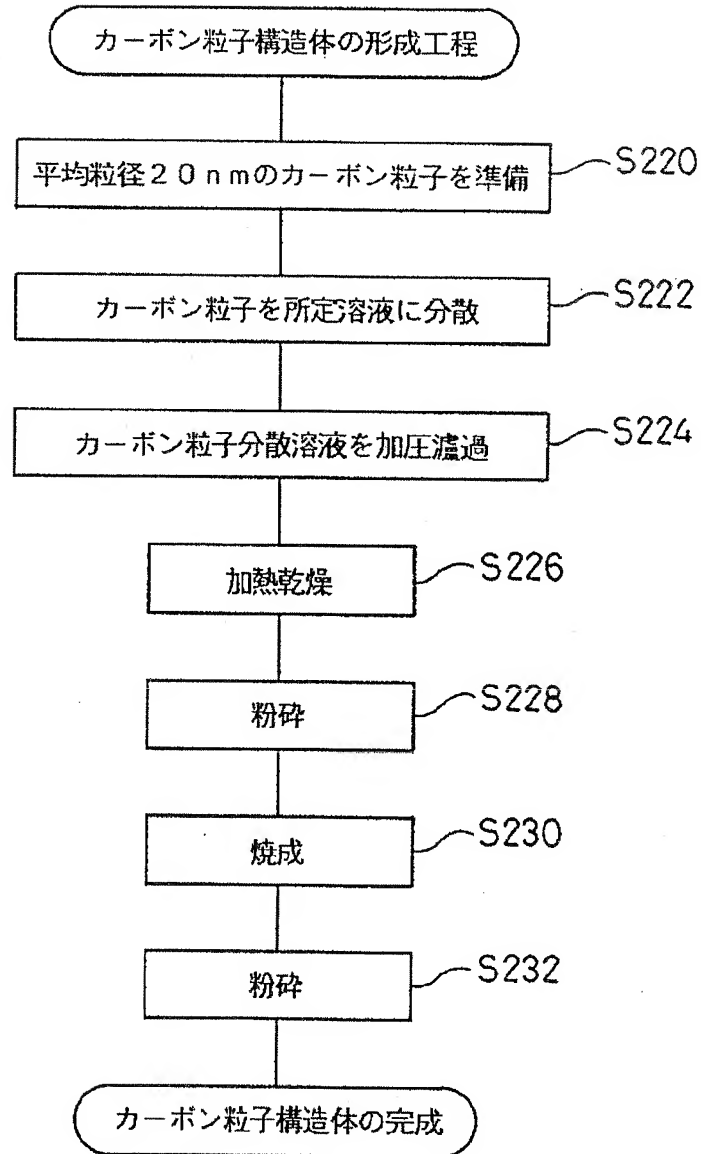 カーボン粒子構造体の形成工程
平均粒径２０ｎｍのカーボン粒子を準備
S220
カーボン粒子を所定溶液に分散
S222
カーボン粒子分散溶液を加圧濾過
S224
加熱乾燥
S226
粉砕
S228
焼成
S230
粉砕
S232
カーボン粒子構造体の完成